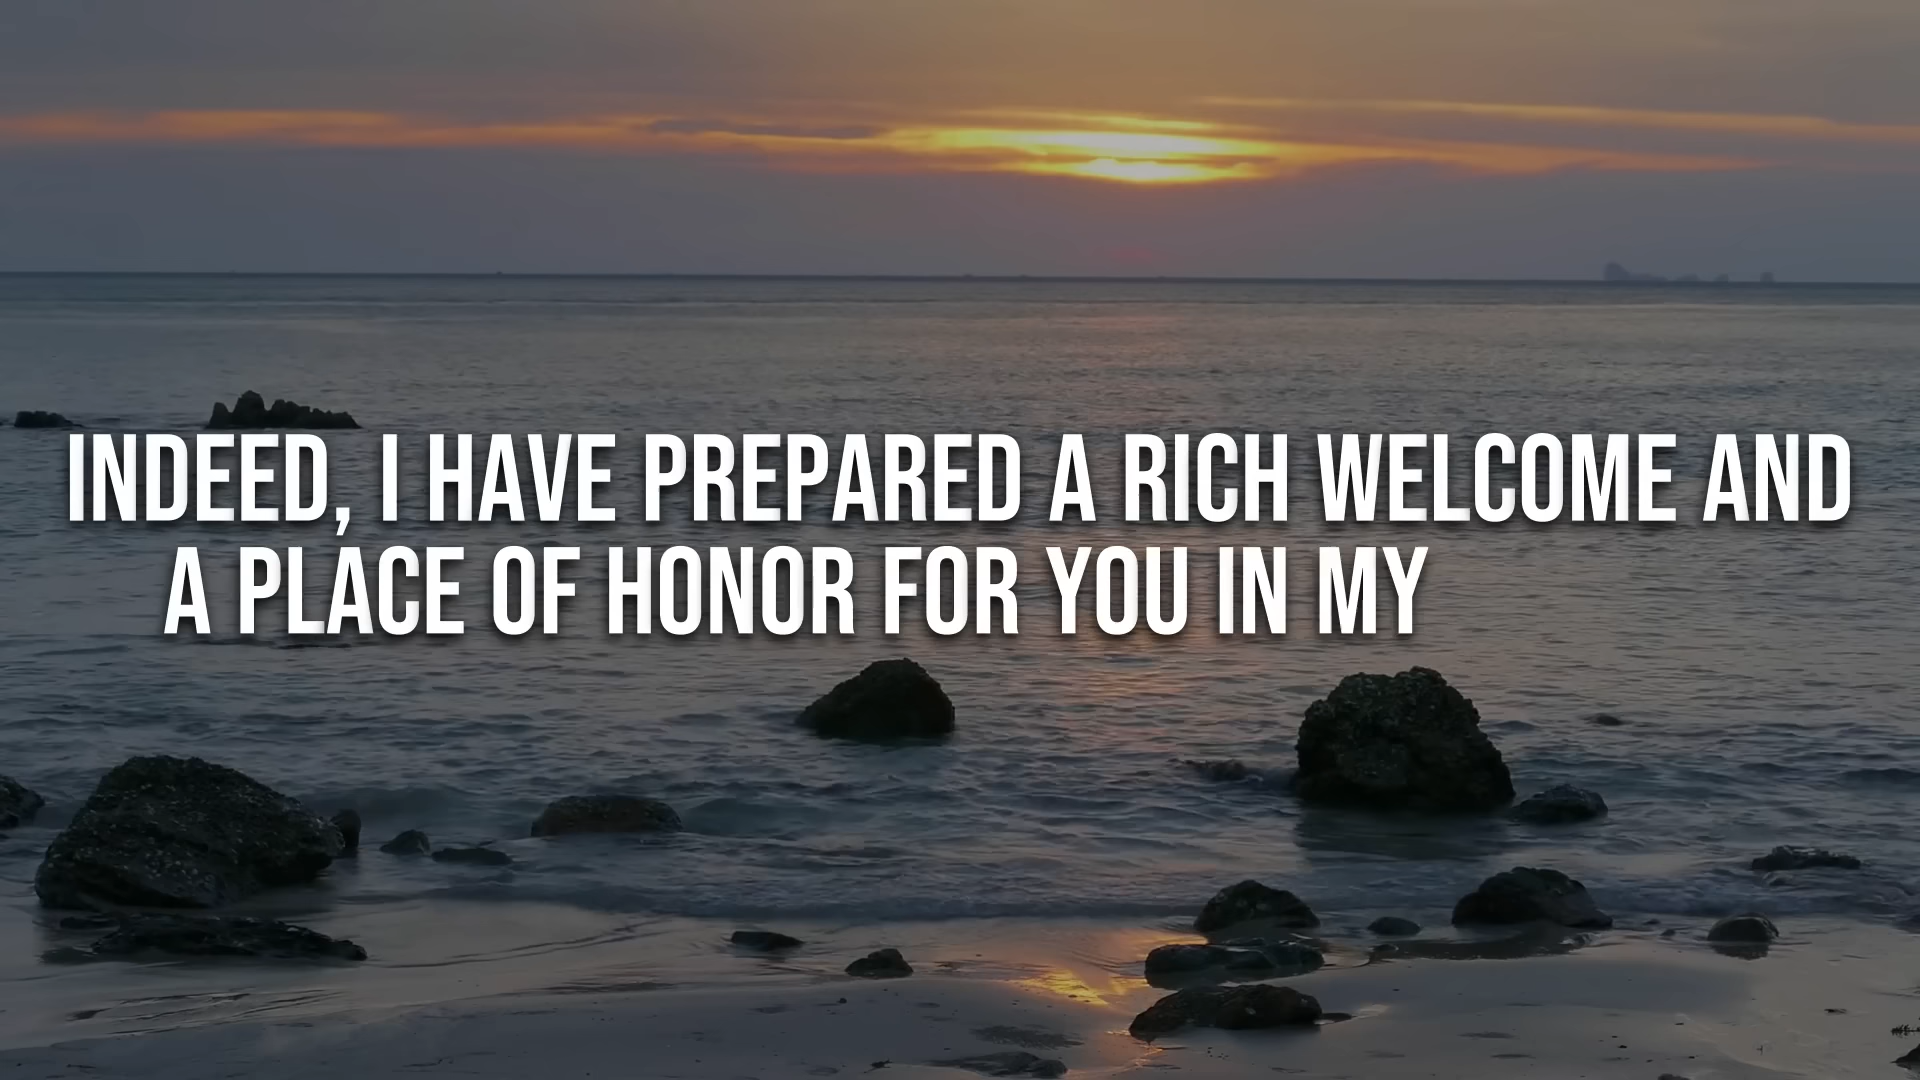 INDEED, I HAVE PREPARED A RICH WELCOME AND
A PLACE OF HONOR FOR YOU IN MY